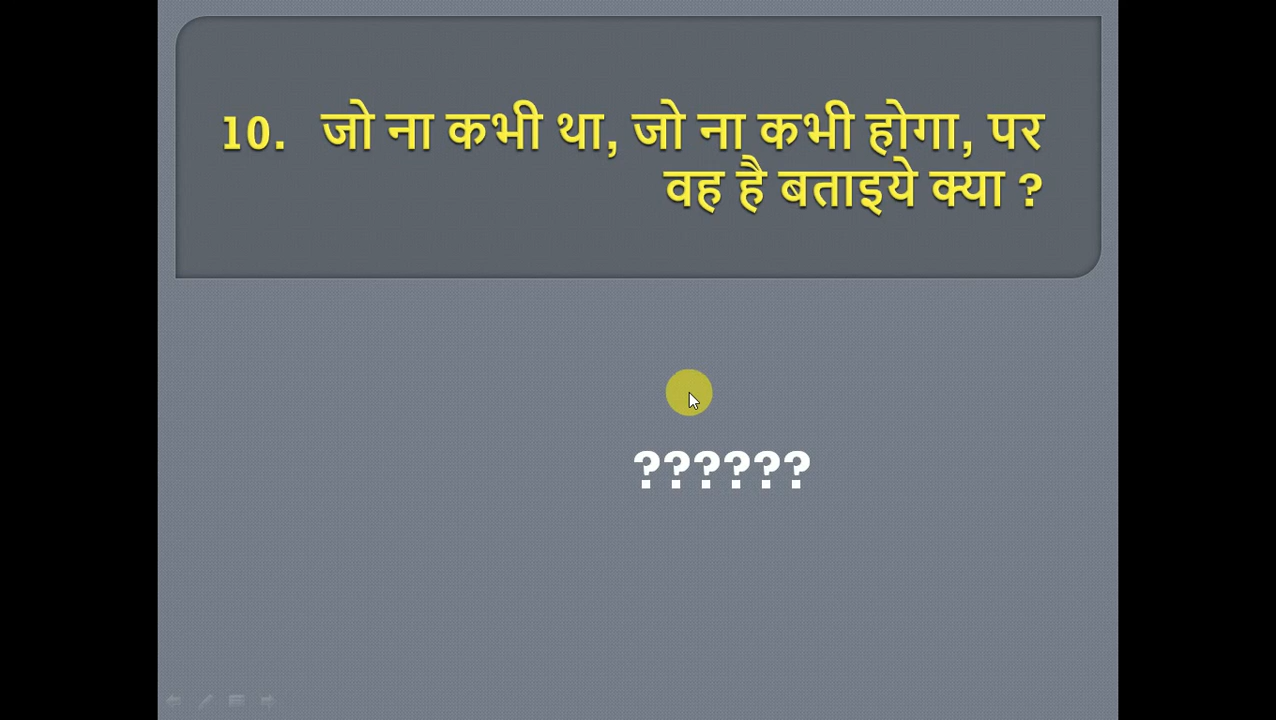 10. जो ना कभी था, जो ना कभी होगा, पर
वह है बताइये क्या ?
??????